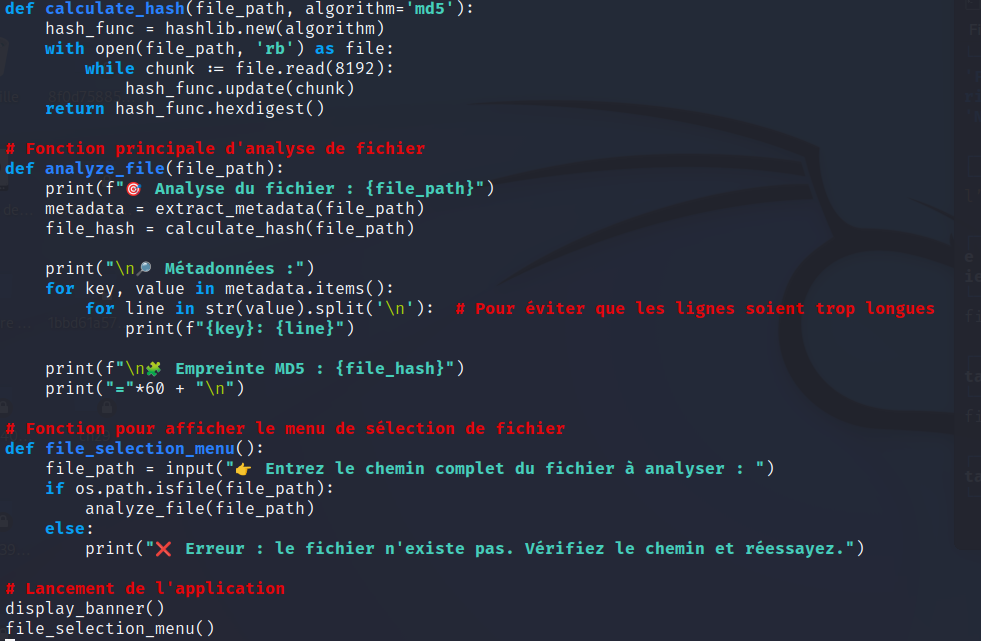 def calculate_hash(file_path, algorithm='md5'):
    hash_func = hashlib.new(algorithm)
    with open(file_path, 'rb') as file:
        while chunk := file.read(8192):
            hash_func.update(chunk)
    return hash_func.hexdigest()

# Fonction principale d'analyse de fichier
def analyze_file(file_path):
    print(f"🎯 Analyse du fichier : {file_path}")
    metadata = extract_metadata(file_path)
    file_hash = calculate_hash(file_path)

    print("\n🔎 Métadonnées :")
    for key, value in metadata.items():
        for line in str(value).split('\n'):  # Pour éviter que les lignes soient trop longues
            print(f"{key}: {line}")

    print(f"\n🧩 Empreinte MD5 : {file_hash}")
    print("="*60 + "\n")

# Fonction pour afficher le menu de sélection de fichier
def file_selection_menu():
    file_path = input("👉 Entrez le chemin complet du fichier à analyser : ")
    if os.path.isfile(file_path):
        analyze_file(file_path)
    else:
        print("❌ Erreur : le fichier n'existe pas. Vérifiez le chemin et réessayez.")

# Lancement de l'application
display_banner()
file_selection_menu()